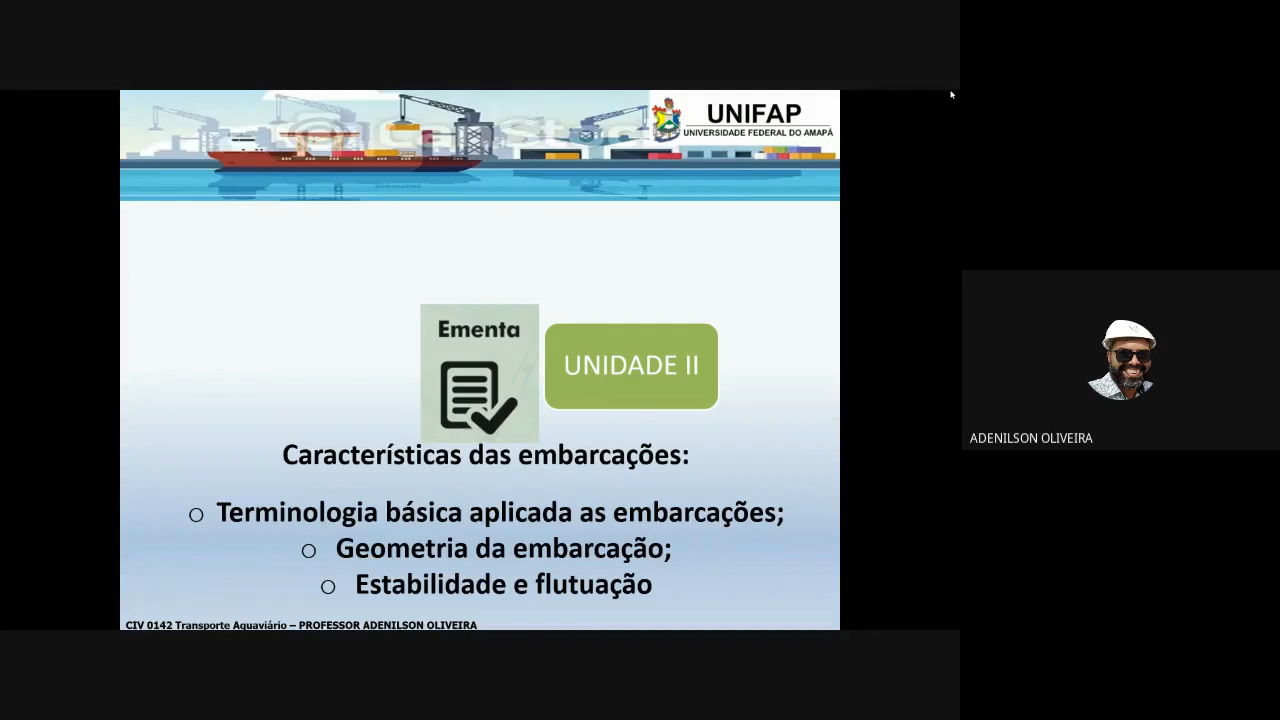 UNIFAP
UNIVERSIDADE FEDERAL DO AMAPÁ
Ementa
UNIDADE II
Características das embarcações:
o Terminologia básica aplicada as embarcações;
o Geometria da embarcação;
o Estabilidade e flutuação
CIV 0142 Transporte Aquaviário – PROFESSOR ADENILSON OLIVEIRA
ADENILSON OLIVEIRA